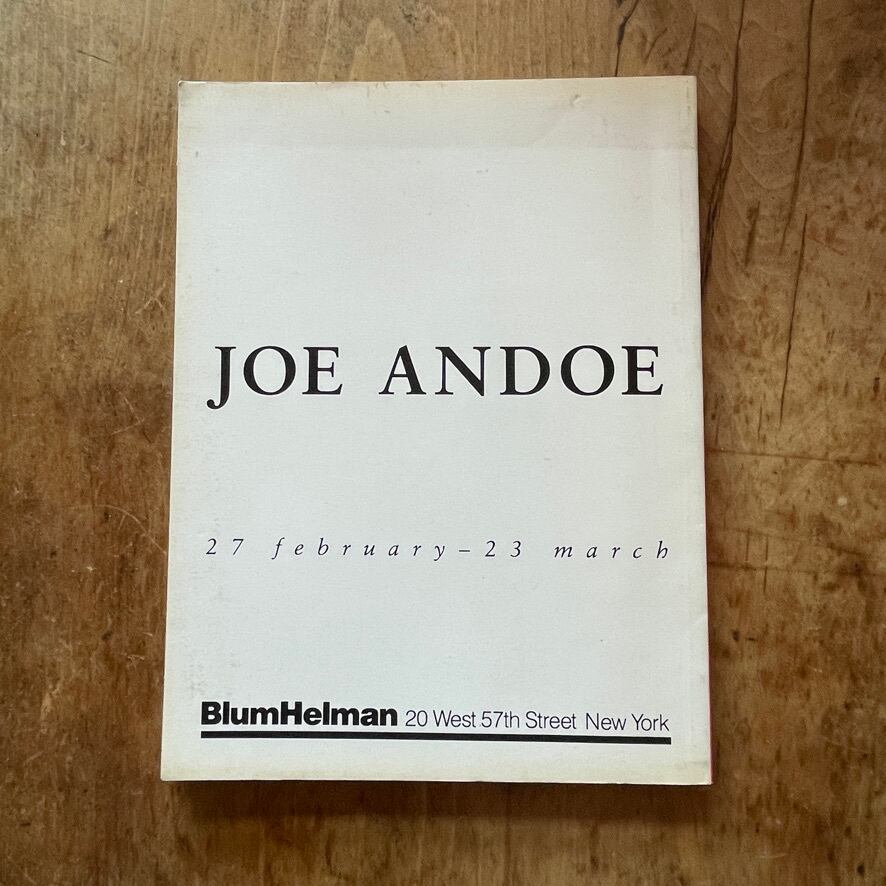 JOE ANDOE
27 february – 23 march
BlumHelman 20 West 57th Street New York